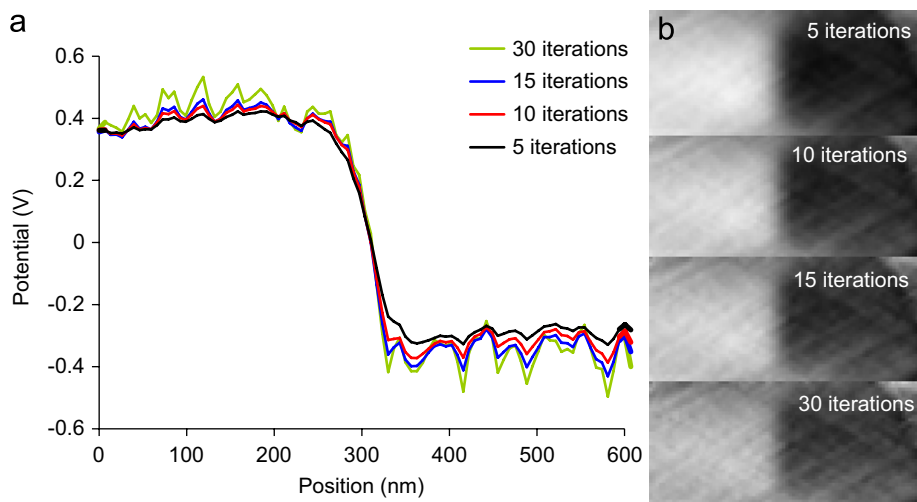 a
30 iterations
15 iterations
10 iterations
5 iterations
0.6
0.4
0.2
0
-0.2
-0.4
-0.6
Potential (V)
0 100 200 300 400 500 600
Position (nm)
b
5 iterations
10 iterations
15 iterations
30 iterations